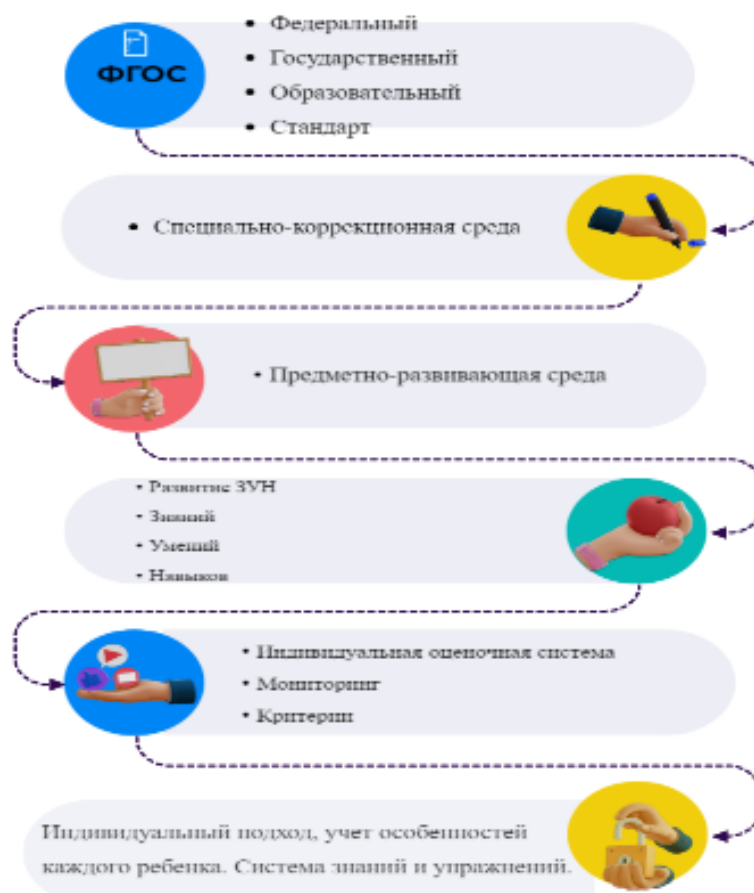 ФГОС
• Федеральный
• Государственный
• Образовательный
• Стандарт
• Специально-коррекционная среда
• Предметно-развивающая среда
• Развитие ЗУН
• Знаний
• Умений
• Навыков
• Индивидуальная оценочная система
• Мониторинг
• Критерии
Индивидуальный подход, учет особенностей
каждого ребенка. Система знаний и упражнений.